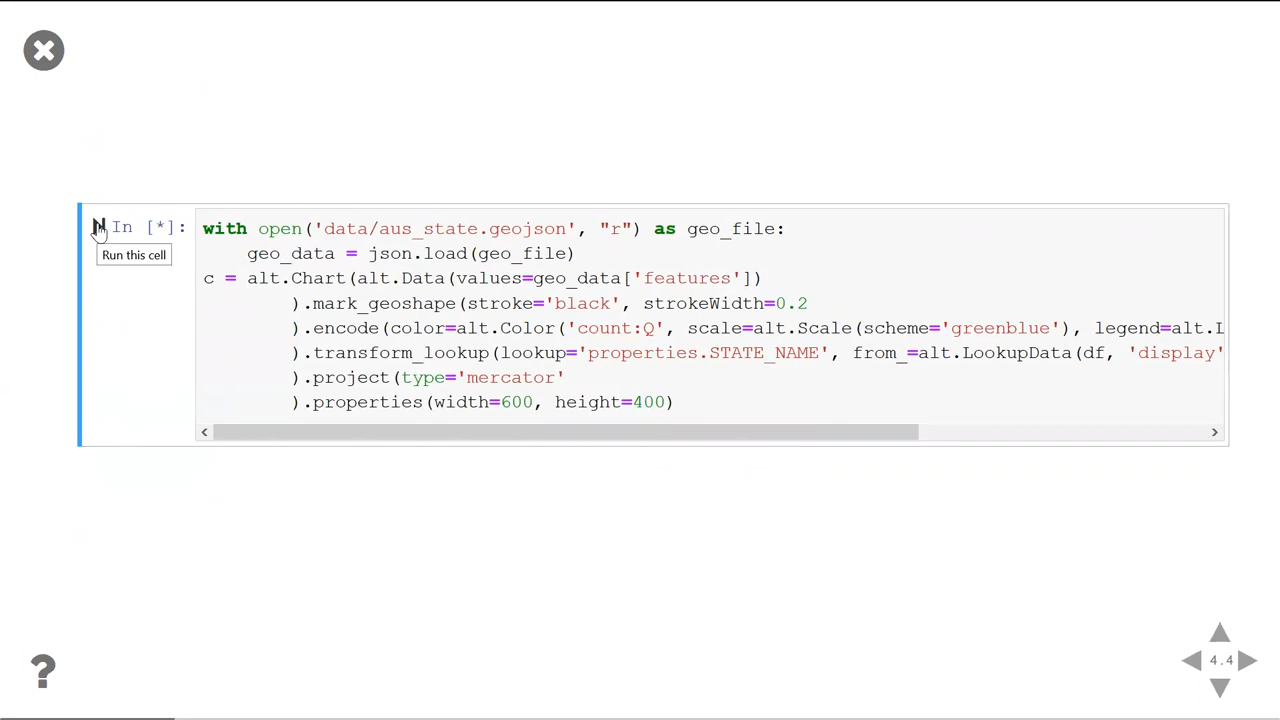 In [*]:
Run this cell
with open('data/aus_state.geojson', "r") as geo_file:
    geo_data = json.load(geo_file)
c = alt.Chart(alt.Data(values=geo_data['features'])
        ).mark_geoshape(stroke='black', strokeWidth=0.2
        ).encode(color=alt.Color('count:Q', scale=alt.Scale(scheme='greenblue'), legend=alt.L
        ).transform_lookup(lookup='properties.STATE_NAME', from_=alt.LookupData(df, 'display'
        ).project(type='mercator'
        ).properties(width=600, height=400)
?
4.4